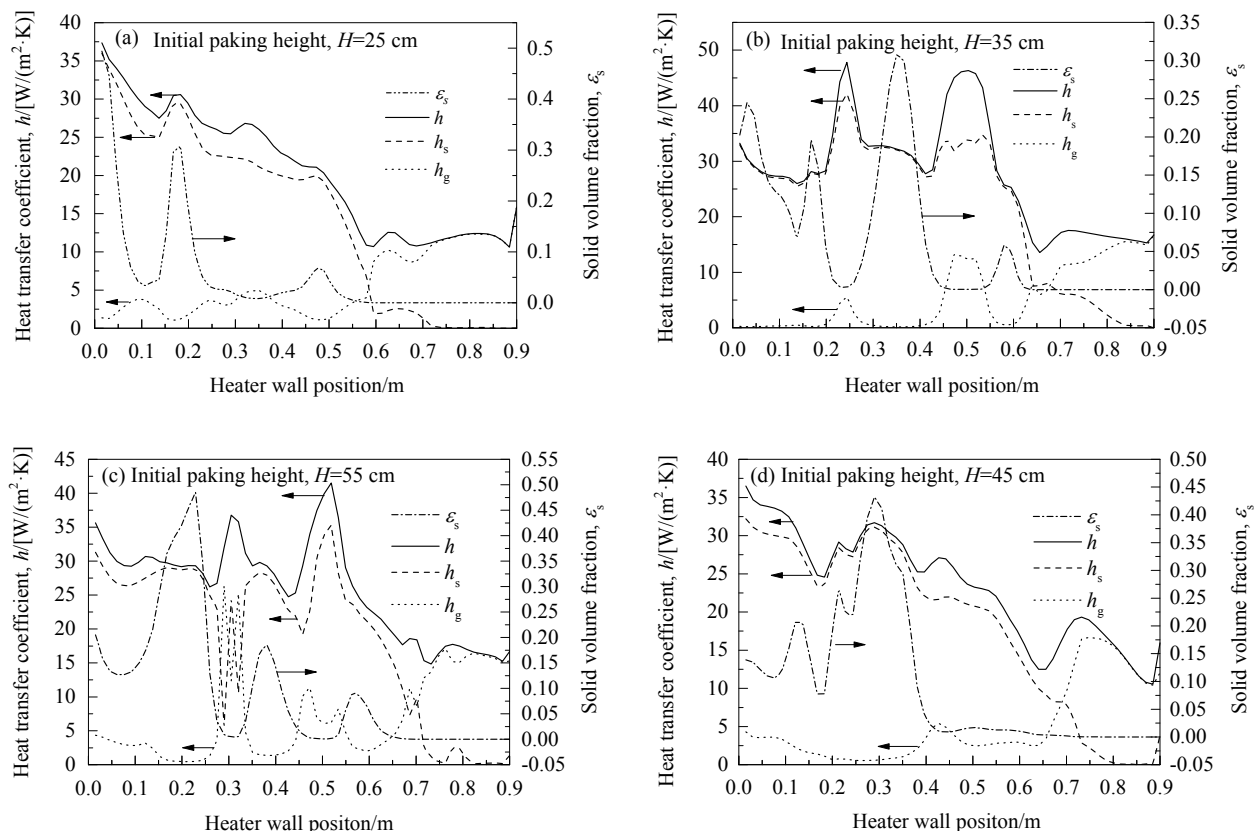 (a) Initial paking height, H=25 cm
Heat transfer coefficient, h/[W/(m²·K)]
40
35
30
25
20
15
10
5
0
εs
h
hs
hg
0.5
0.4
0.3
0.2
0.1
0.0
Solid volume fraction, εs
0.0 0.1 0.2 0.3 0.4 0.5 0.6 0.7 0.8 0.9
Heater wall position/m
(b) Initial paking height, H=35 cm
Heat transfer coefficient, h/[W/(m²·K)]
50
40
30
20
10
0
εs
h
hs
hg
0.35
0.30
0.25
0.20
0.15
0.10
0.05
0.00
-0.05
Solid volume fraction, εs
0.0 0.1 0.2 0.3 0.4 0.5 0.6 0.7 0.8 0.9
Heater wall position/m
(c) Initial paking height, H=55 cm
Heat transfer coefficient, h/[W/(m²·K)]
45
40
35
30
25
20
15
10
5
0
εs
h
hs
hg
0.55
0.50
0.45
0.40
0.35
0.30
0.25
0.20
0.15
0.10
0.05
0.00
-0.05
Solid volume fraction, εs
0.0 0.1 0.2 0.3 0.4 0.5 0.6 0.7 0.8 0.9
Heater wall positon/m
(d) Initial paking height, H=45 cm
Heat transfer coefficient, h/[W/(m²·K)]
40
35
30
25
20
15
10
5
0
εs
h
hs
hg
0.50
0.45
0.40
0.35
0.30
0.25
0.20
0.15
0.10
0.05
0.00
-0.05
Solid volume fraction, εs
0.0 0.1 0.2 0.3 0.4 0.5 0.6 0.7 0.8 0.9
Heater wall position/m